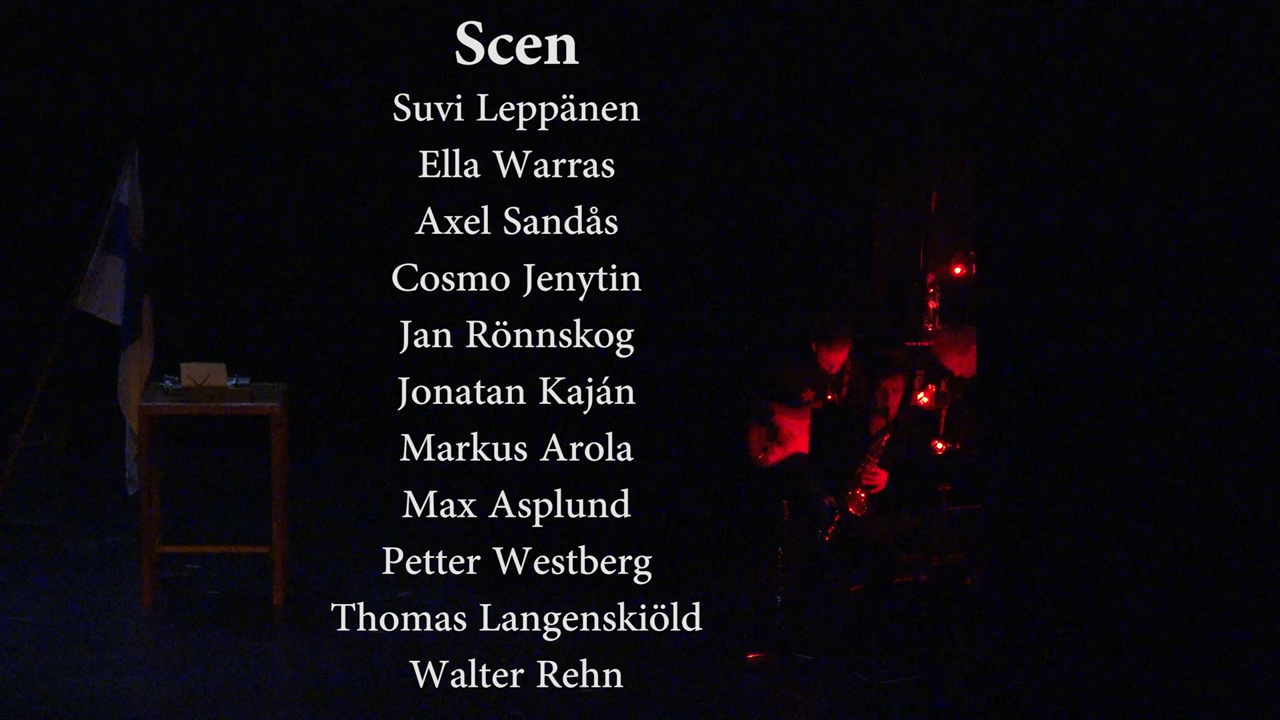 Scen
Suvi Leppänen
Ella Warras
Axel Sandås
Cosmo Jenytin
Jan Rönnskog
Jonatan Kaján
Markus Arola
Max Asplund
Petter Westberg
Thomas Langenskiöld
Walter Rehn